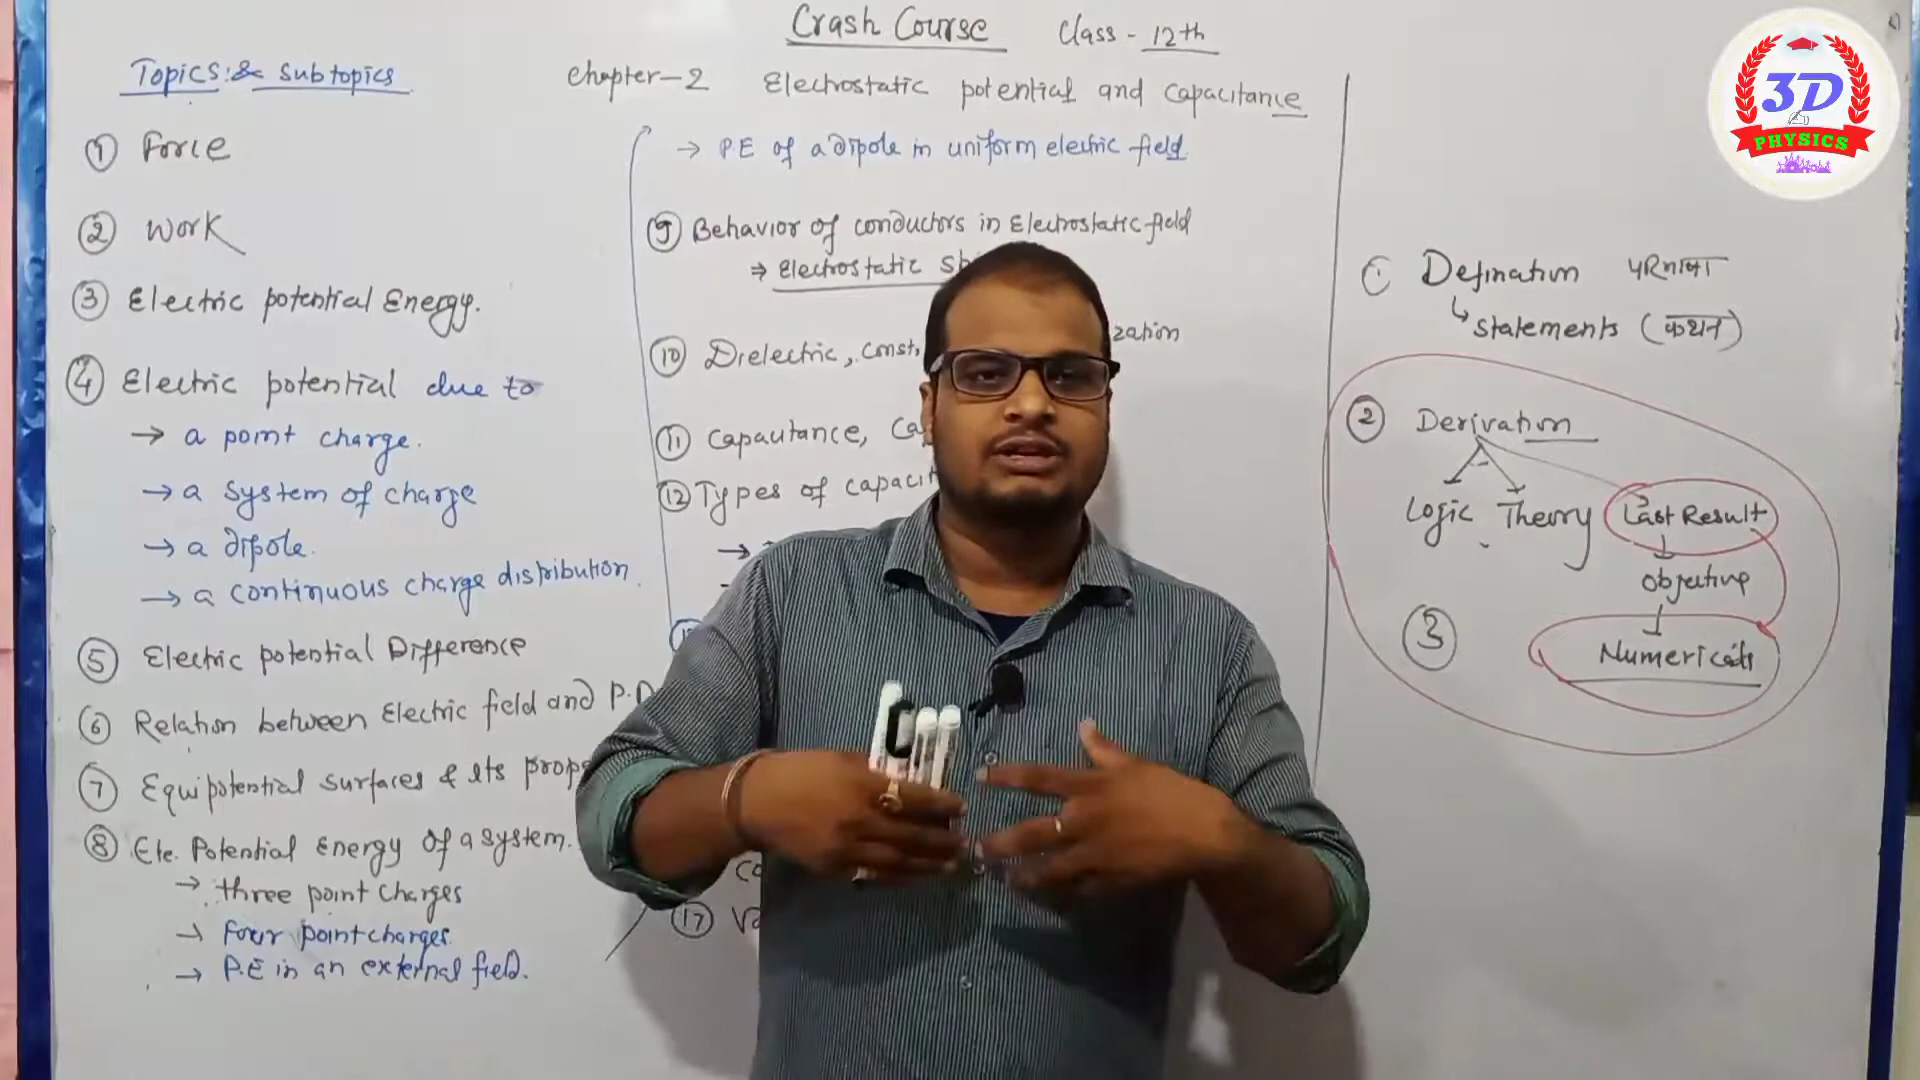 Crash Course Class - 12th
Topics & Subtopics
Chapter-2 Electrostatic potential and capacitance
① Force
② Work
③ Electric potential Energy.
④ Electric potential due to
→ a point charge.
→ a system of charge
→ a dipole.
→ a continuous charge distribution
⑤ Electric potential Difference
⑥ Relation between Electric field and P.D
⑦ Equipotential surfaces & its
⑧ Ele. Potential Energy of a system.
→ three point charges
→ Four point charges
→ P.E in an external field.
→ P.E of a dipole in uniform electric field.
⑨ Behavior of conductors in Electrostatic field
⇒ Electrostatic
⑩ Dielectric,
⑪ Capacitance,
⑫ Types of
⑰
① Defination परिभाषा
↳ statements (कथन)
② Derivation
Logic Theory Last Result
objective
③ Numericals
3D
PHYSICS